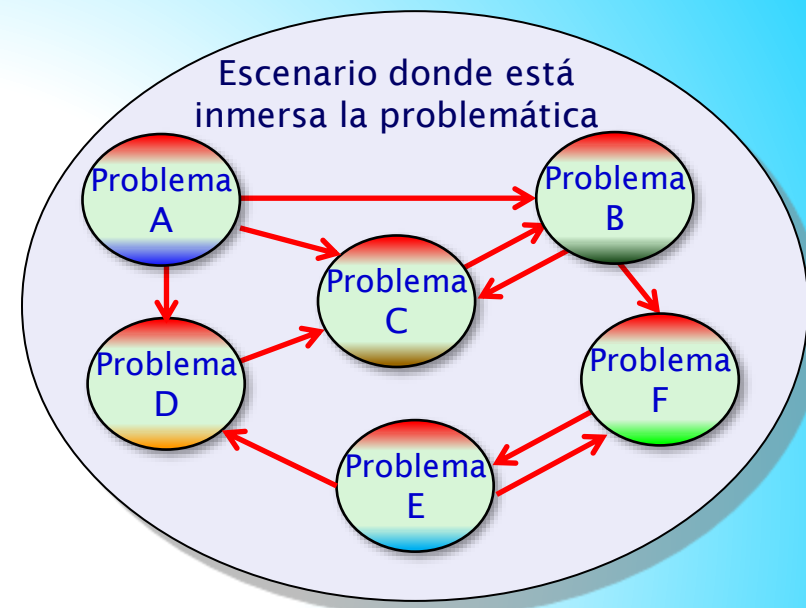 Escenario donde está
inmersa la problemática
Problema
A
Problema
B
Problema
C
Problema
D
Problema
F
Problema
E